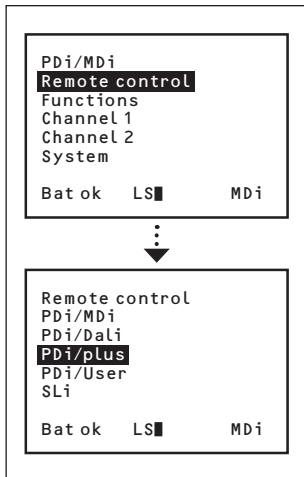 PDi/MDi
Remote control
Functions
Channel 1
Channel 2
System
Bat ok LS MDi
Remote control
PDi/MDi
PDi/Dali
PDi/plus
PDi/User
SLi
Bat ok LS MDi